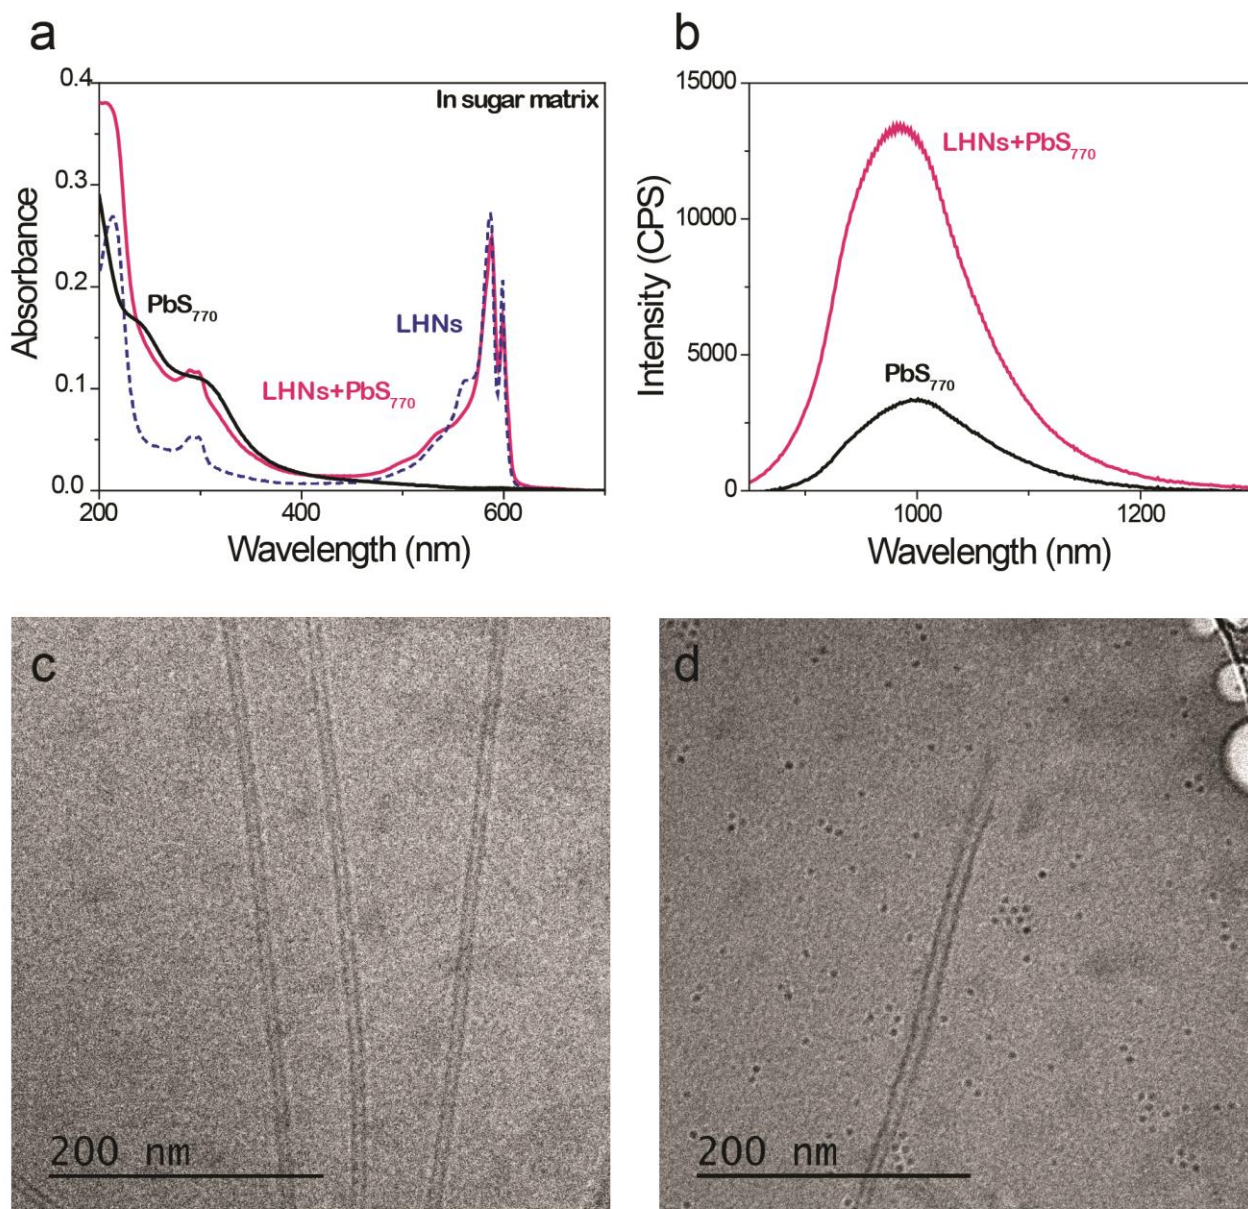 a
0.4
0.3
0.2
0.1
0.0
200
400
600
Absorbance
Wavelength (nm)
In sugar matrix
PbS770
LHNs
LHNs+PbS770
b
15000
10000
5000
0
1000
1200
Intensity (CPS)
Wavelength (nm)
LHNs+PbS770
PbS770
c
200 nm
d
200 nm